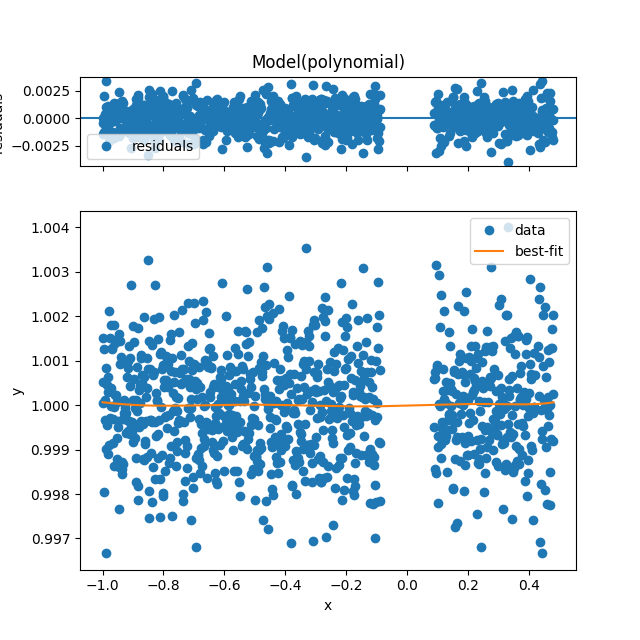 Model(polynomial)
0.0025
0.0000
−0.0025
residuals
1.004
1.003
1.002
1.001
1.000
0.999
0.998
0.997
y
data
best-fit
−1.0 −0.8 −0.6 −0.4 −0.2 0.0 0.2 0.4
x